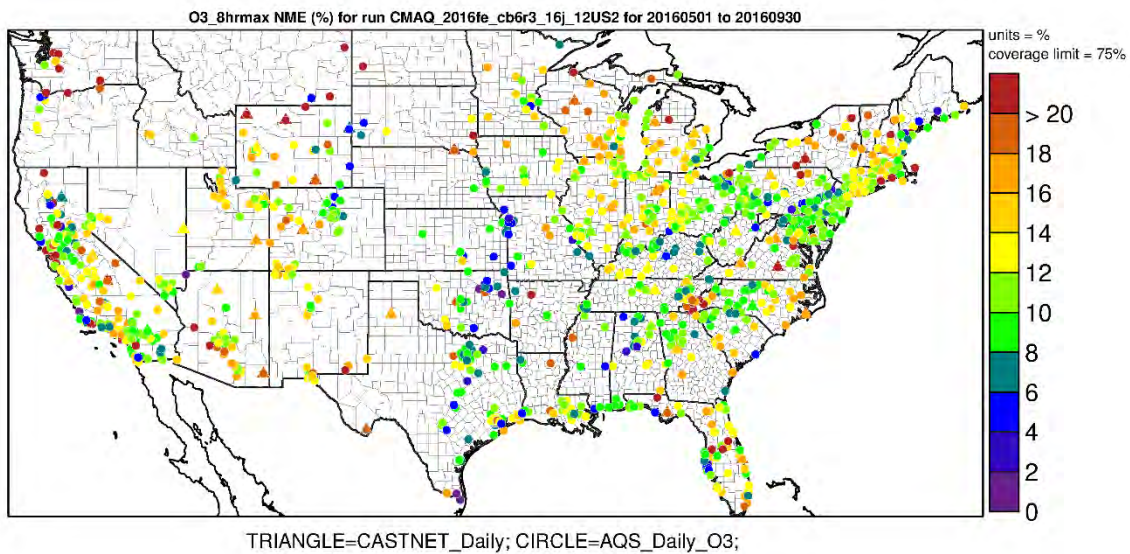 O3_8hrmax NME (%) for run CMAQ_2016fe_cb6r3_16j_12US2 for 20160501 to 20160930
units = %
coverage limit = 75%
> 20
18
16
14
12
10
8
6
4
2
0
TRIANGLE=CASTNET_Daily; CIRCLE=AQS_Daily_O3;